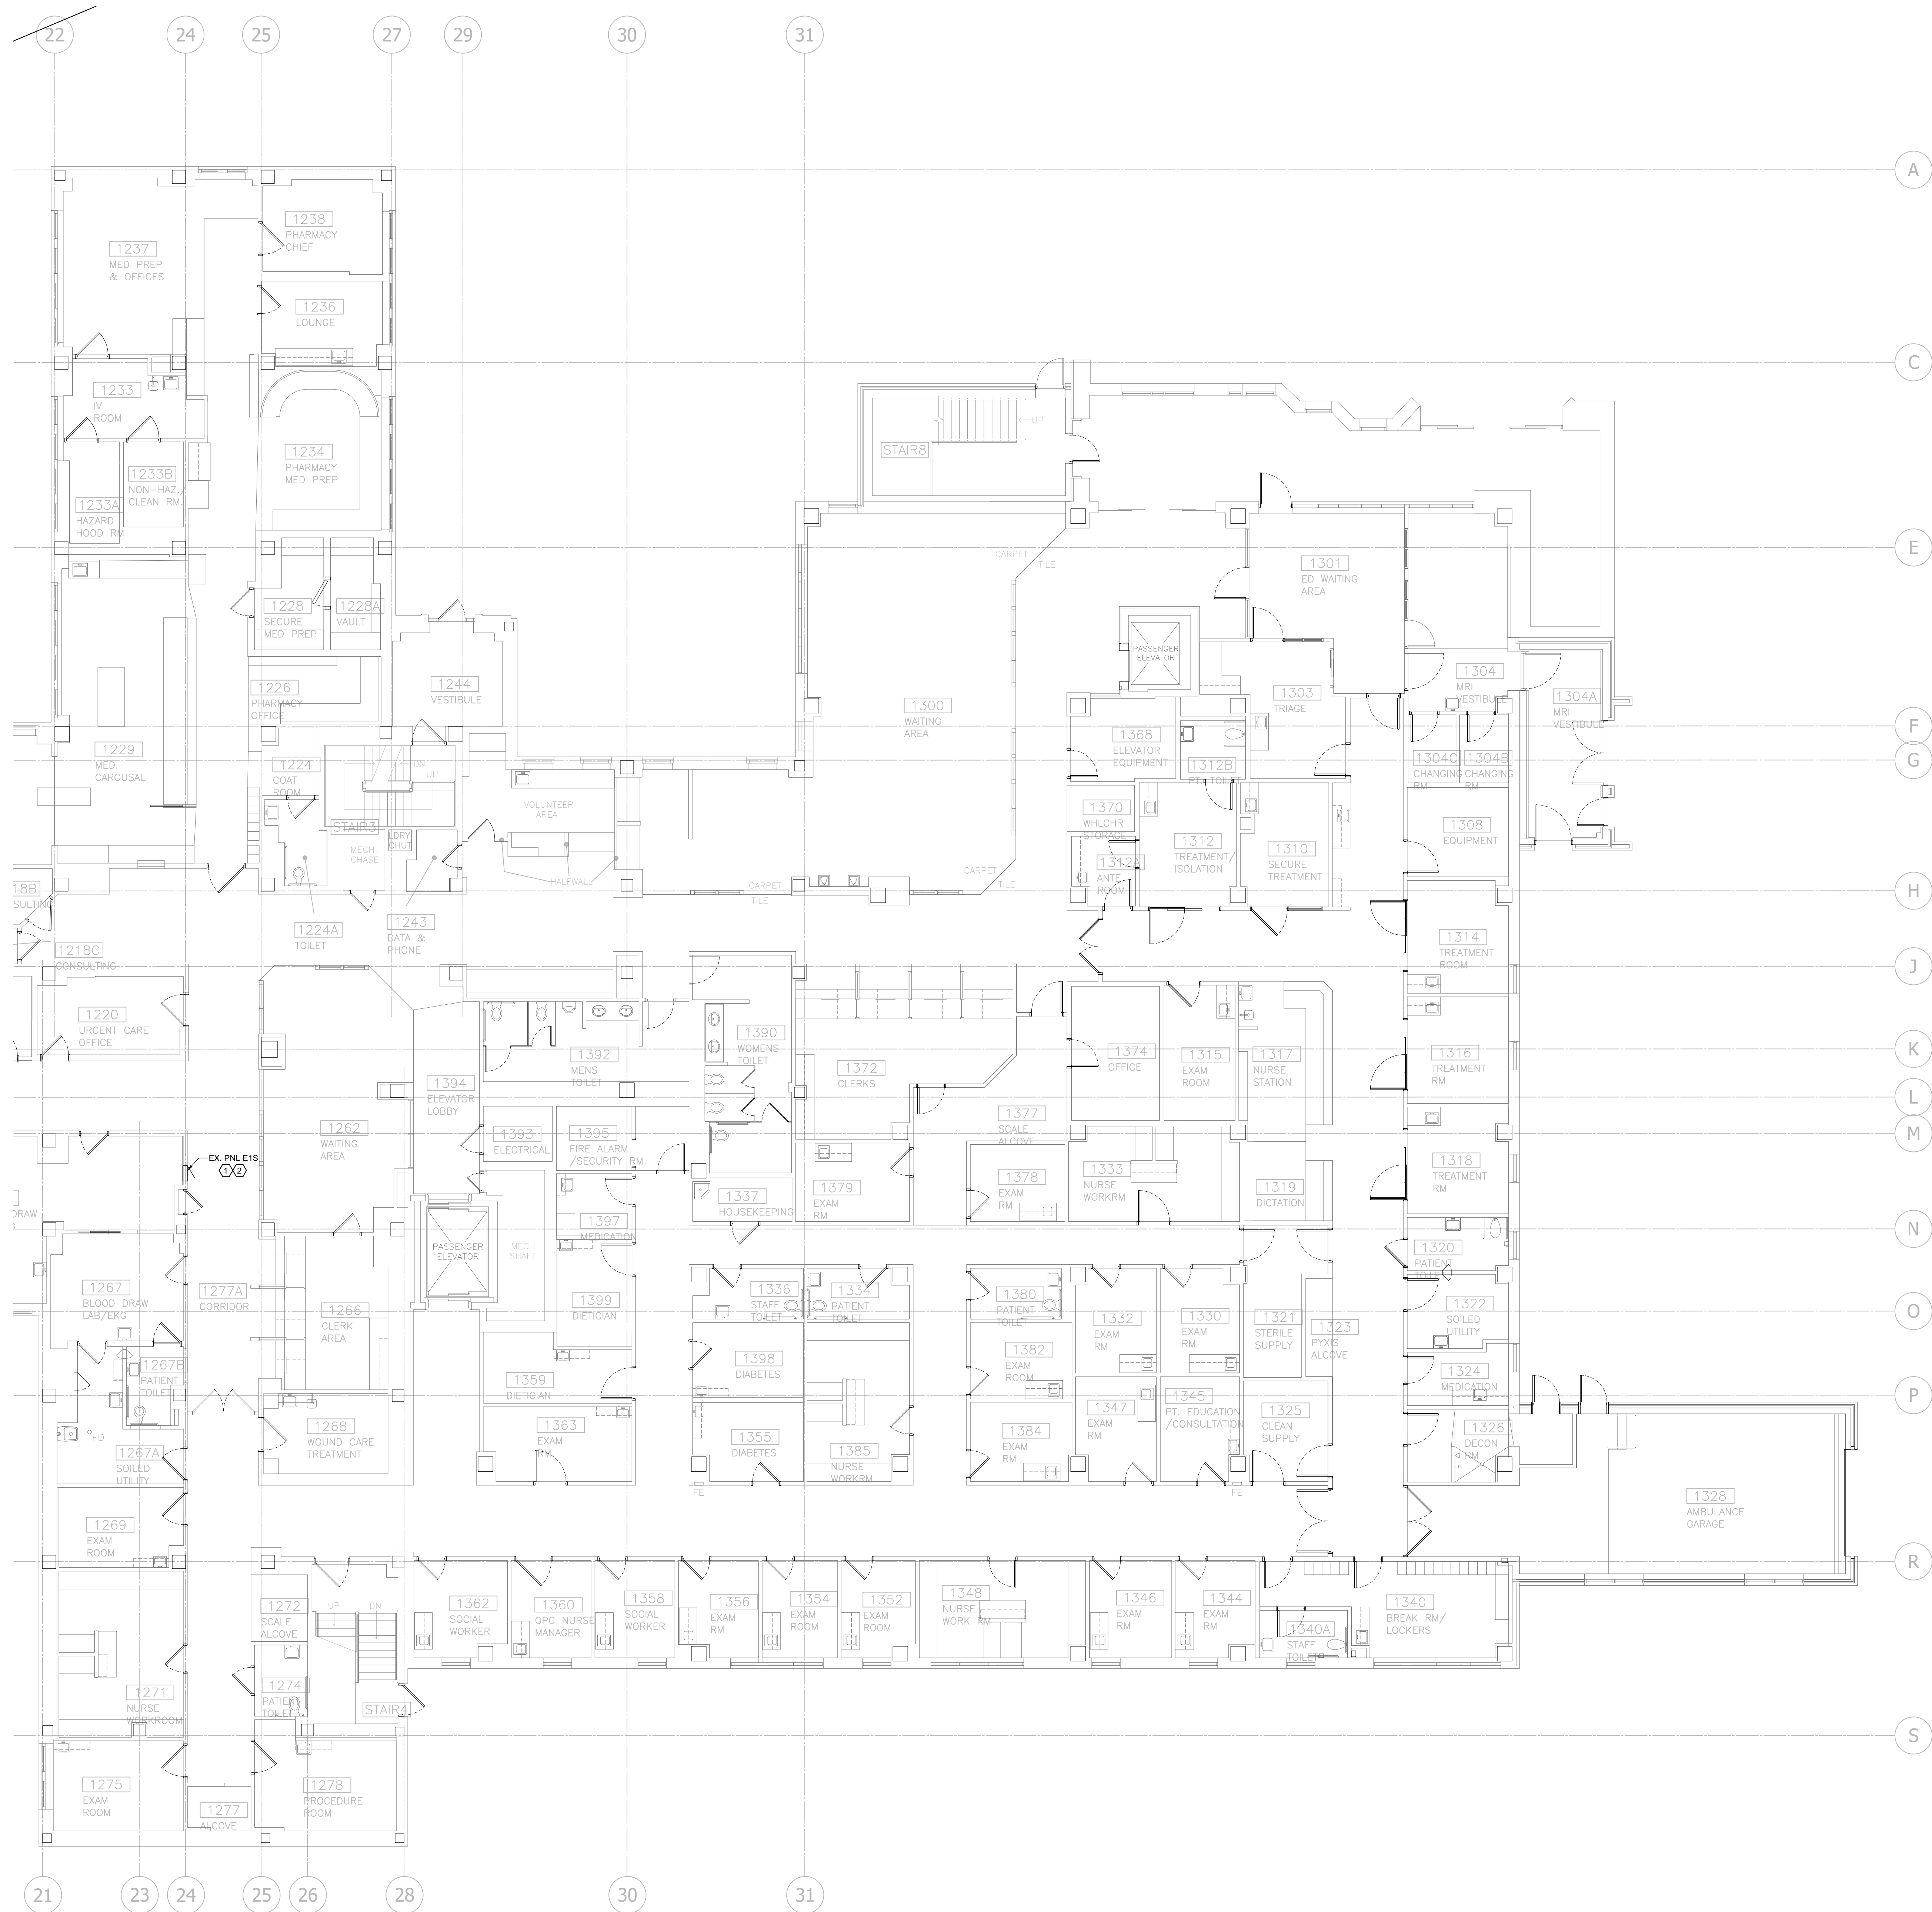 22
24
25
27
29
30
31
A
C
E
F
G
H
J
K
L
M
N
O
P
R
S
1238
PHARMACY
CHIEF
1237
MED PREP
& OFFICES
1236
LOUNGE
1233
IV
ROOM
1234
PHARMACY
MED PREP
1233B
NON-HAZ./
CLEAN RM.
1233A
HAZARD
HOOD RM
STAIR8
UP
CARPET
TILE
1301
ED WAITING
AREA
1228
SECURE
MED PREP
1228A
VAULT
PASSENGER
ELEVATOR
1226
PHARMACY
OFFICE
1244
VESTIBULE
1300
WAITING
AREA
1303
TRIAGE
1304
MRI
VESTIBULE
1304A
MRI
VESTIBULE
1229
MED.
CAROUSAL
1224
COAT
ROOM
DN
UP
1368
ELEVATOR
EQUIPMENT
1312B
PT. TOILET
1304C
CHANGING
RM
1304B
CHANGING
RM
VOLUNTEER
AREA
STAIR3
LDRY
CHUT
MECH.
CHASE
1370
WHLCHR
STORAGE
1312
TREATMENT/
ISOLATION
1310
SECURE
TREATMENT
1308
EQUIPMENT
1312A
ANTE
ROOM
HALFWALL
CARPET
TILE
CARPET
TILE
18B
SULTING
1224A
TOILET
1243
DATA &
PHONE
1218C
CONSULTING
1314
TREATMENT
ROOM
1220
URGENT CARE
OFFICE
1392
MENS
TOILET
1390
WOMENS
TOILET
1372
CLERKS
1374
OFFICE
1315
EXAM
ROOM
1317
NURSE
STATION
1316
TREATMENT
RM
1394
ELEVATOR
LOBBY
1262
WAITING
AREA
1393
ELECTRICAL
1395
FIRE ALARM
/SECURITY RM.
1377
SCALE
ALCOVE
EX. PNL E1S
1 2
1379
EXAM
RM
1378
EXAM
RM
1333
NURSE
WORKRM
1319
DICTATION
1318
TREATMENT
RM
DRAW
1337
HOUSEKEEPING
1397
MEDICATION
PASSENGER
ELEVATOR
MECH
SHAFT
1320
PATIENT
TOILET
1267
BLOOD DRAW
LAB/EKG
1277A
CORRIDOR
1266
CLERK
AREA
1399
DIETICIAN
1336
STAFF
TOILET
1334
PATIENT
TOILET
1380
PATIENT
TOILET
1332
EXAM
RM
1330
EXAM
RM
1321
STERILE
SUPPLY
1323
PYXIS
ALCOVE
1322
SOILED
UTILITY
1267B
PATIENT
TOILET
1359
DIETICIAN
1398
DIABETES
1382
EXAM
ROOM
1324
MEDICATION
1268
WOUND CARE
TREATMENT
1363
EXAM
RM
1355
DIABETES
1385
NURSE
WORKRM
1384
EXAM
RM
1347
EXAM
RM
1345
PT. EDUCATION
/CONSULTATION
1325
CLEAN
SUPPLY
1326
DECON
RM
FD
1267A
SOILED
UTILITY
FE
FE
1328
AMBULANCE
GARAGE
1269
EXAM
ROOM
1272
SCALE
ALCOVE
UP
DN
1362
SOCIAL
WORKER
1360
OPC NURSE
MANAGER
1358
SOCIAL
WORKER
1356
EXAM
RM
1354
EXAM
ROOM
1352
EXAM
ROOM
1348
NURSE
WORK RM
1346
EXAM
RM
1344
EXAM
RM
1340
BREAK RM/
LOCKERS
1340A
STAFF
TOILET
1271
NURSE
WORKROOM
1274
PATIENT
TOILET
STAIR4
1275
EXAM
ROOM
1277
ALCOVE
1278
PROCEDURE
ROOM
21
23
24
25
26
28
30
31